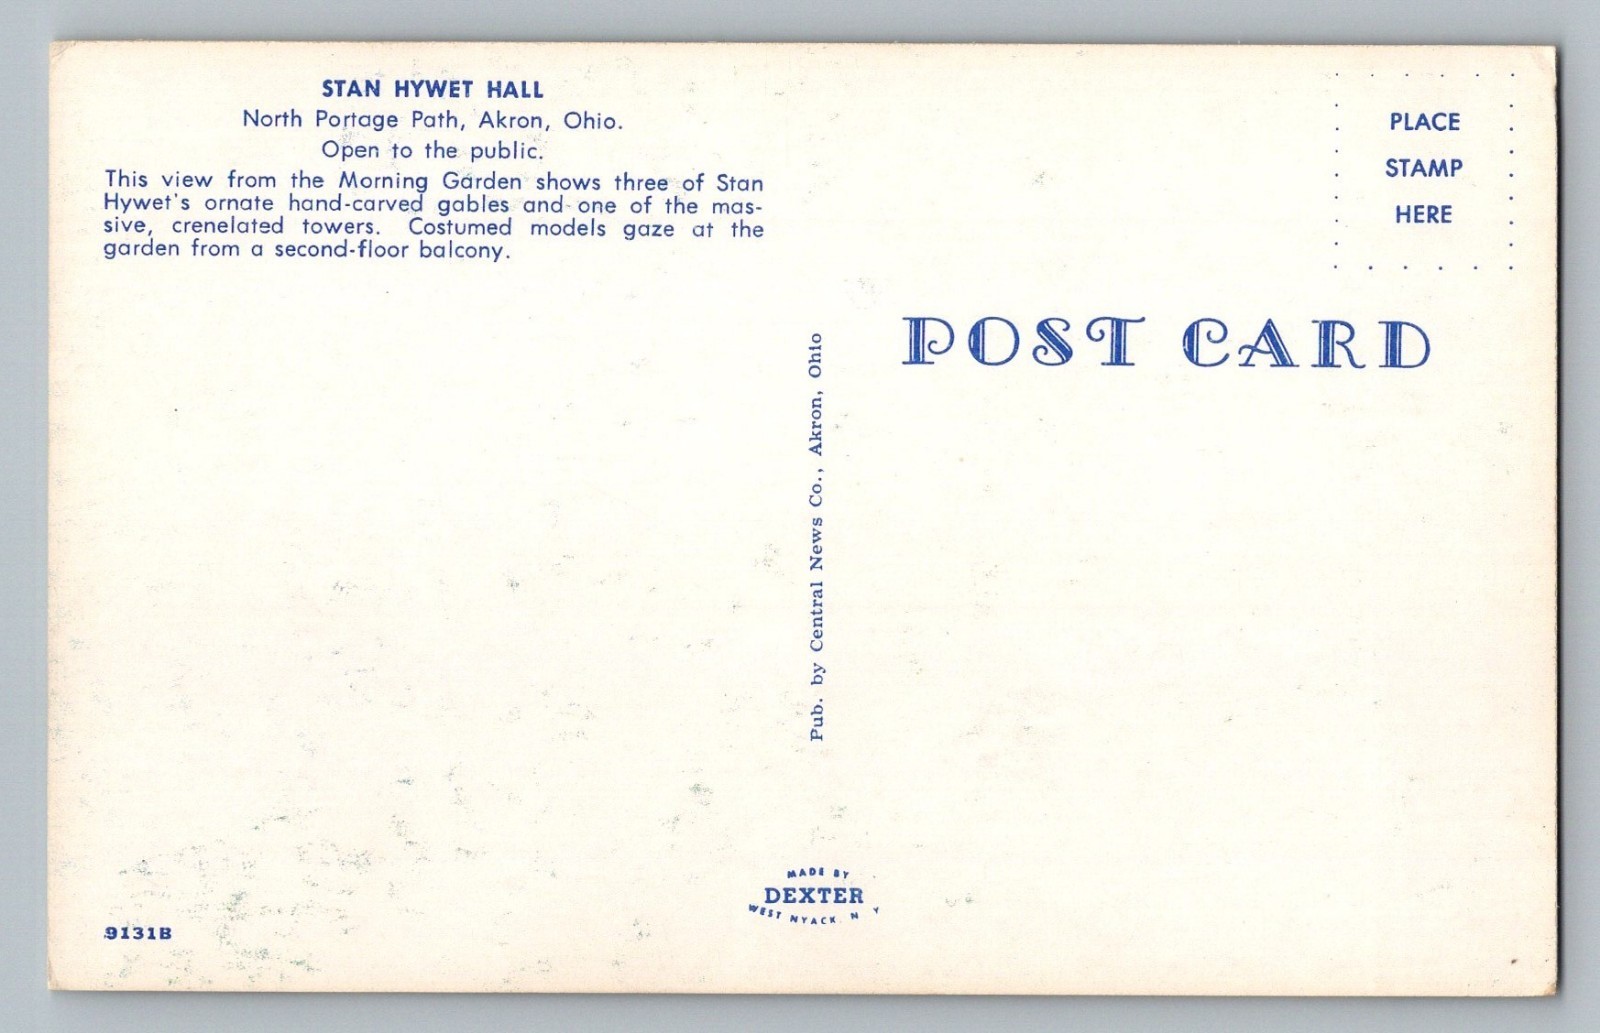 STAN HYWET HALL
North Portage Path, Akron, Ohio.
Open to the public.
This view from the Morning Garden shows three of Stan
Hywet's ornate hand-carved gables and one of the mas-
sive, crenelated towers. Costumed models gaze at the
garden from a second-floor balcony.
9131B
Pub. by Central News Co., Akron, Ohio
MADE BY
DEXTER
WEST NYACK. N Y
PLACE
STAMP
HERE
POST CARD